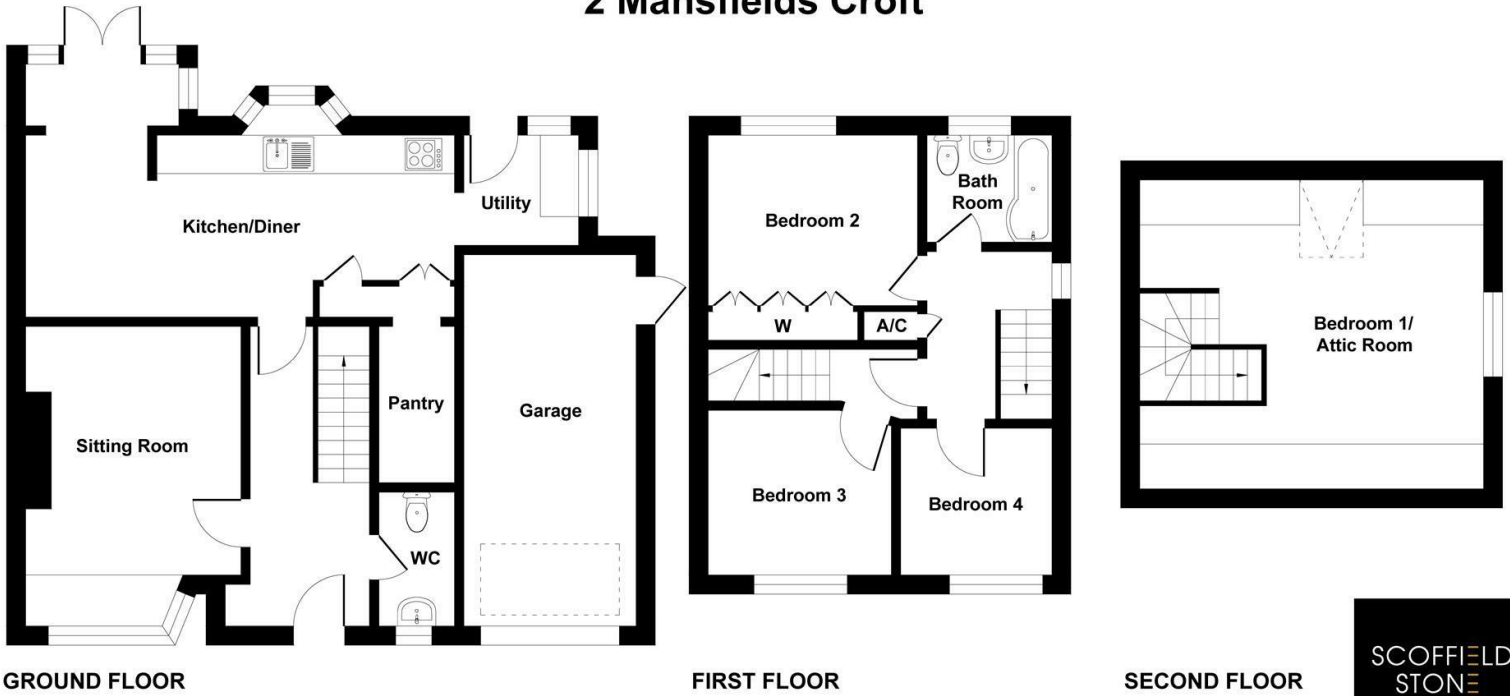 2 Mansfields Croft
Kitchen/Diner
Utility
Sitting Room
Pantry
Garage
WC
GROUND FLOOR
Bedroom 2
Bath
Room
W
A/C
Bedroom 3
Bedroom 4
FIRST FLOOR
Bedroom 1/
Attic Room
SECOND FLOOR
SCOFFIELD
STONE